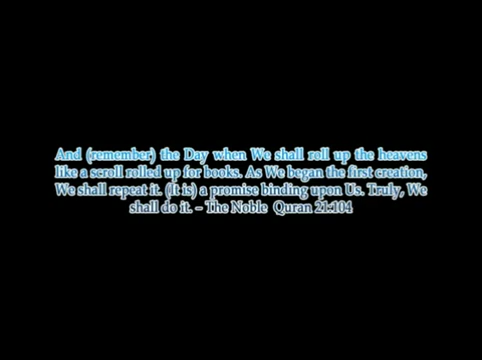 And (remember) the Day when We shall roll up the heavens
like a scroll rolled up for books. As We began the first creation,
We shall repeat it. (It is) a promise binding upon Us. Truly, We
shall do it. – The Noble Quran 21:104